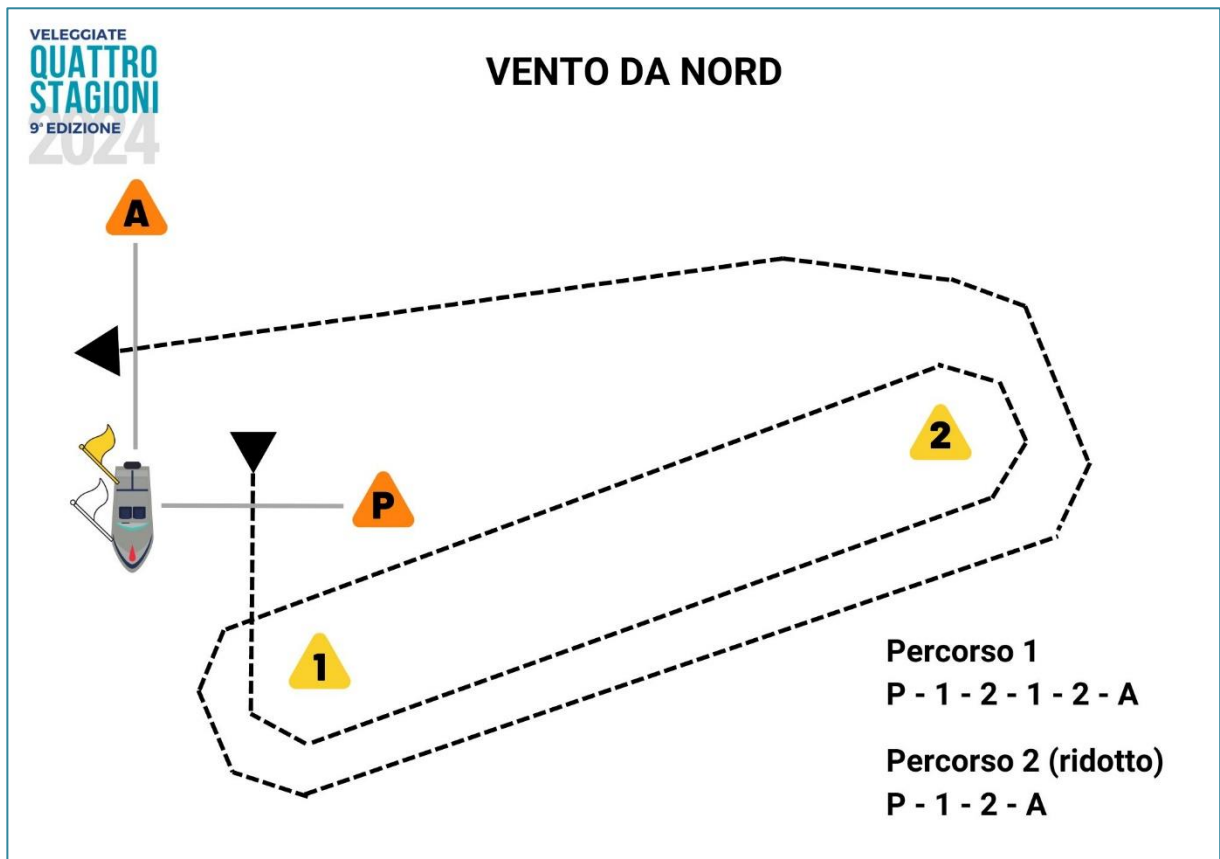 VELEGGIATE
QUATTRO
STAGIONI
9ª EDIZIONE
2024
VENTO DA NORD
A
2
P
1
Percorso 1
P - 1 - 2 - 1 - 2 - A
Percorso 2 (ridotto)
P - 1 - 2 - A